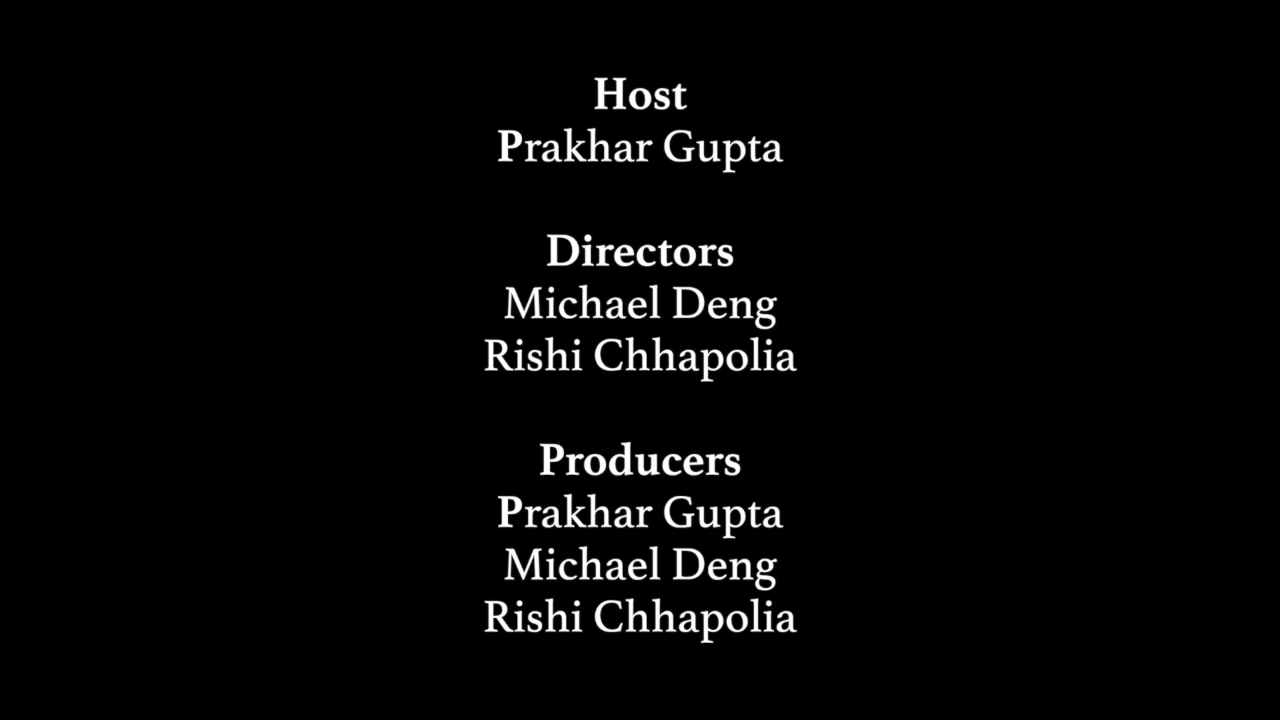 Host
Prakhar Gupta
Directors
Michael Deng
Rishi Chhapolia
Producers
Prakhar Gupta
Michael Deng
Rishi Chhapolia